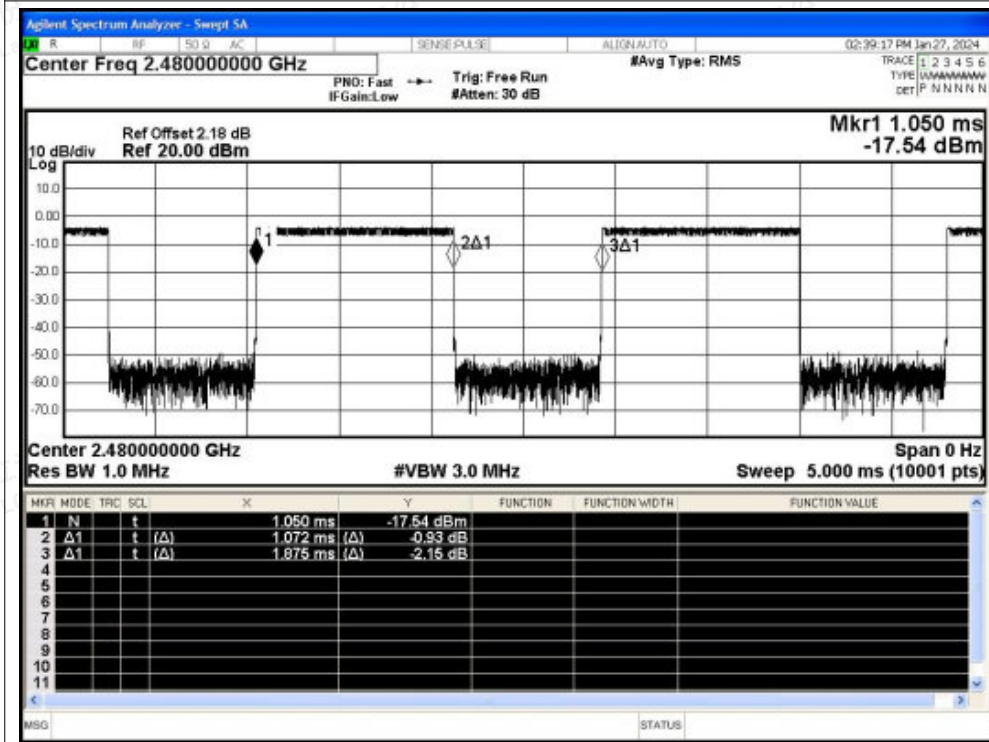 Agilent Spectrum Analyzer - Swept SA
LXI R RF 50 Ω AC SENSE:PULSE ALIGN AUTO 02:39:17 PM Jan 27, 2024
Center Freq 2.480000000 GHz #Avg Type: RMS TRACE 1 2 3 4 5 6
PNO: Fast Trig: Free Run TYPE WWWWWW
IFGain:Low #Atten: 30 dB DET P N N N N N
Mkr1 1.050 ms
-17.54 dBm
Ref Offset 2.18 dB
10 dB/div Ref 20.00 dBm
Log
10.0
0.00
-10.0
-20.0
-30.0
-40.0
-50.0
-60.0
-70.0
1 2Δ1 3Δ1
Center 2.480000000 GHz Span 0 Hz
Res BW 1.0 MHz #VBW 3.0 MHz Sweep 5.000 ms (10001 pts)
MKR MODE TRC SCL X Y FUNCTION FUNCTION WIDTH FUNCTION VALUE
1 N t 1.050 ms -17.54 dBm
2 Δ1 t (Δ) 1.072 ms (Δ) -0.93 dB
3 Δ1 t (Δ) 1.875 ms (Δ) -2.15 dB
4
5
6
7
8
9
10
11
MSG STATUS